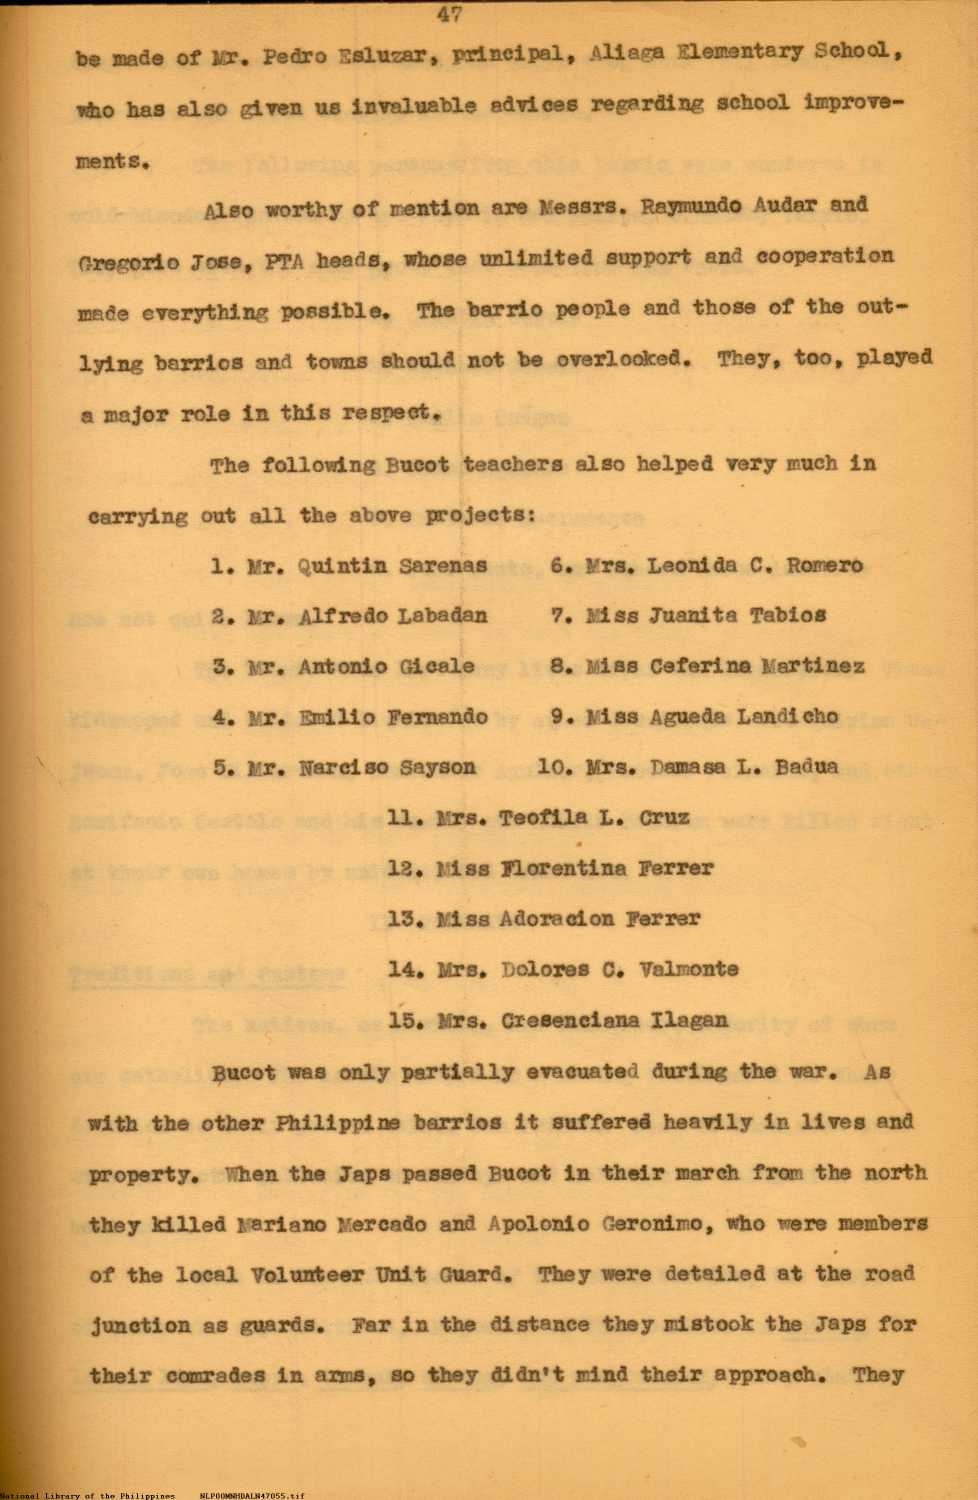 47
be made of Mr. Pedro Esluzar, principal, Aliaga Elementary School,
who has also given us invaluable advices regarding school improve-
ments.
Also worthy of mention are Messrs. Raymundo Audar and
Gregorio Jose, PTA heads, whose unlimited support and cooperation
made everything possible. The barrio people and those of the out-
lying barrios and towns should not be overlooked. They, too, played
a major role in this respect.
The following Bucot teachers also helped very much in
carrying out all the above projects:
1. Mr. Quintin Sarenas 6. Mrs. Leonida C. Romero
2. Mr. Alfredo Labadan 7. Miss Juanita Tabios
3. Mr. Antonio Gicale 8. Miss Ceferina Martinez
4. Mr. Emilio Fernando 9. Miss Agueda Landicho
5. Mr. Narciso Sayson 10. Mrs. Damasa L. Badua
11. Mrs. Teofila L. Cruz
12. Miss Florentina Ferrer
13. Miss Adoracion Ferrer
14. Mrs. Dolores C. Valmonte
15. Mrs. Cresenciana Ilagan
Bucot was only partially evacuated during the war. As
with the other Philippine barrios it suffered heavily in lives and
property. When the Japs passed Bucot in their march from the north
they killed Mariano Mercado and Apolonio Geronimo, who were members
of the local Volunteer Unit Guard. They were detailed at the road
junction as guards. Far in the distance they mistook the Japs for
their comrades in arms, so they didn't mind their approach. They
National Library of the Philippines NLPOOMNHDALN47055.tif